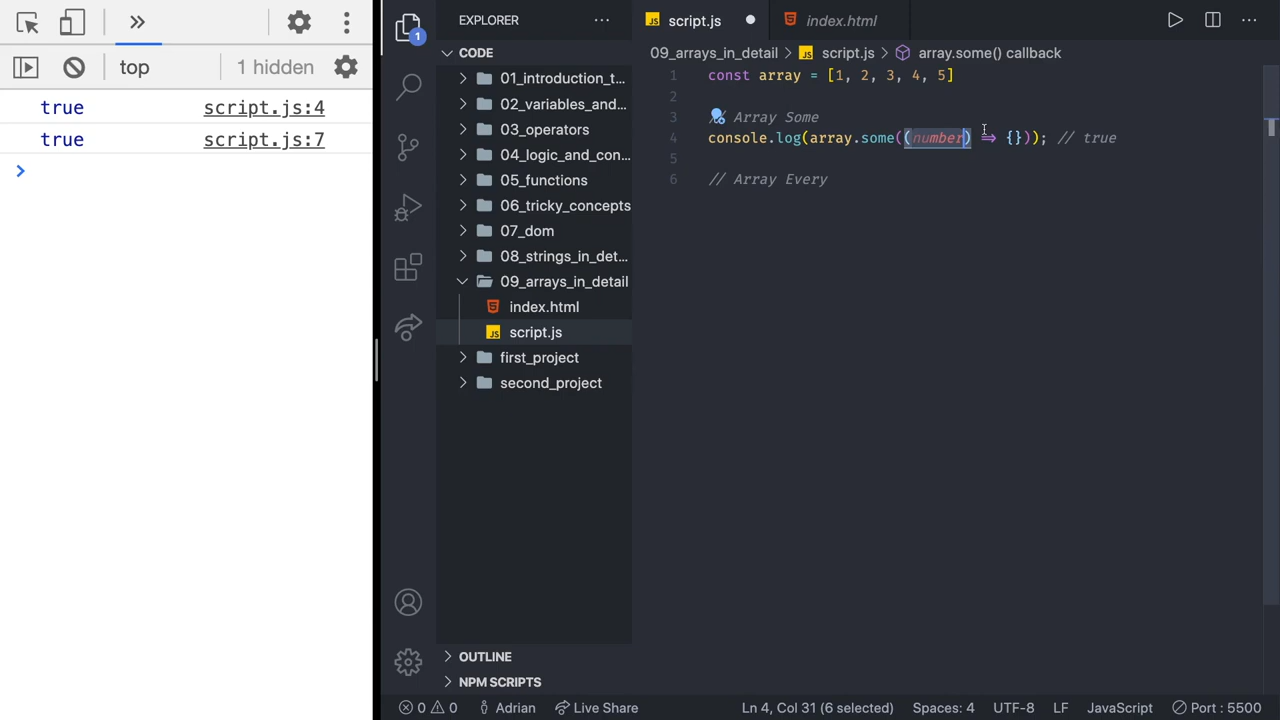 top
1 hidden
true script.js:4
true script.js:7
EXPLORER
1
CODE
01_introduction_t...
02_variables_and...
03_operators
04_logic_and_con...
05_functions
06_tricky_concepts
07_dom
08_strings_in_det...
09_arrays_in_detail
index.html
JS script.js
first_project
second_project
OUTLINE
NPM SCRIPTS
JS script.js
index.html
09_arrays_in_detail > JS script.js > array.some() callback
1 const array = [1, 2, 3, 4, 5]
2
3 // Array Some
4 console.log(array.some((number) => {})); // true
5
6 // Array Every
0 0 Adrian Live Share Ln 4, Col 31 (6 selected) Spaces: 4 UTF-8 LF JavaScript Port : 5500